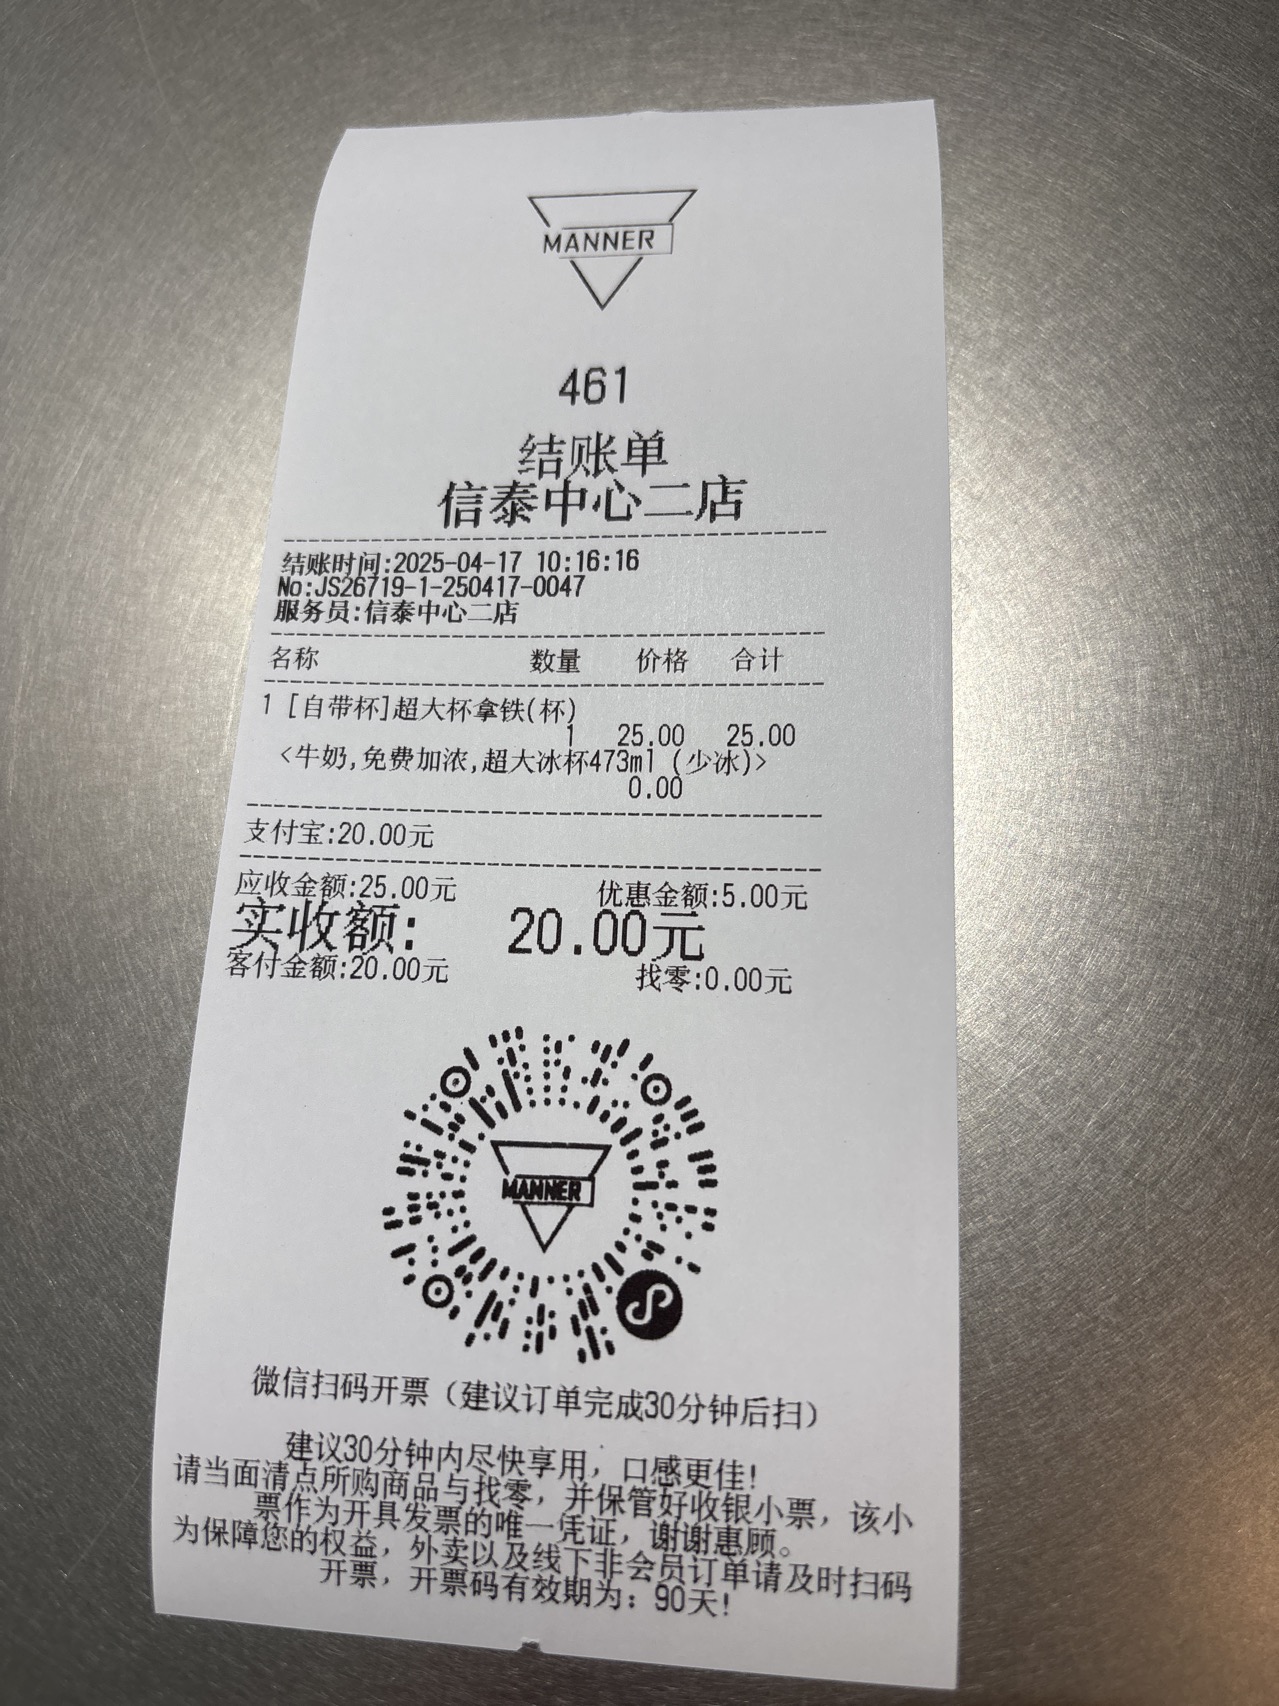 MANNER
461
结账单
信泰中心二店
结账时间:2025-04-17 10:16:16
No:JS26719-1-250417-0047
服务员:信泰中心二店
名称 数量 价格 合计
1 [自带杯]超大杯拿铁(杯)
1 25.00 25.00
<牛奶,免费加浓,超大冰杯473ml (少冰)>
0.00
支付宝:20.00元
应收金额:25.00元 优惠金额:5.00元
实收额: 20.00元
客付金额:20.00元 找零:0.00元
MANNER
微信扫码开票（建议订单完成30分钟后扫）
建议30分钟内尽快享用，口感更佳!
请当面清点所购商品与找零，并保管好收银小票，该小
票作为开具发票的唯一凭证，谢谢惠顾。
为保障您的权益，外卖以及线下非会员订单请及时扫码
开票，开票码有效期为：90天!